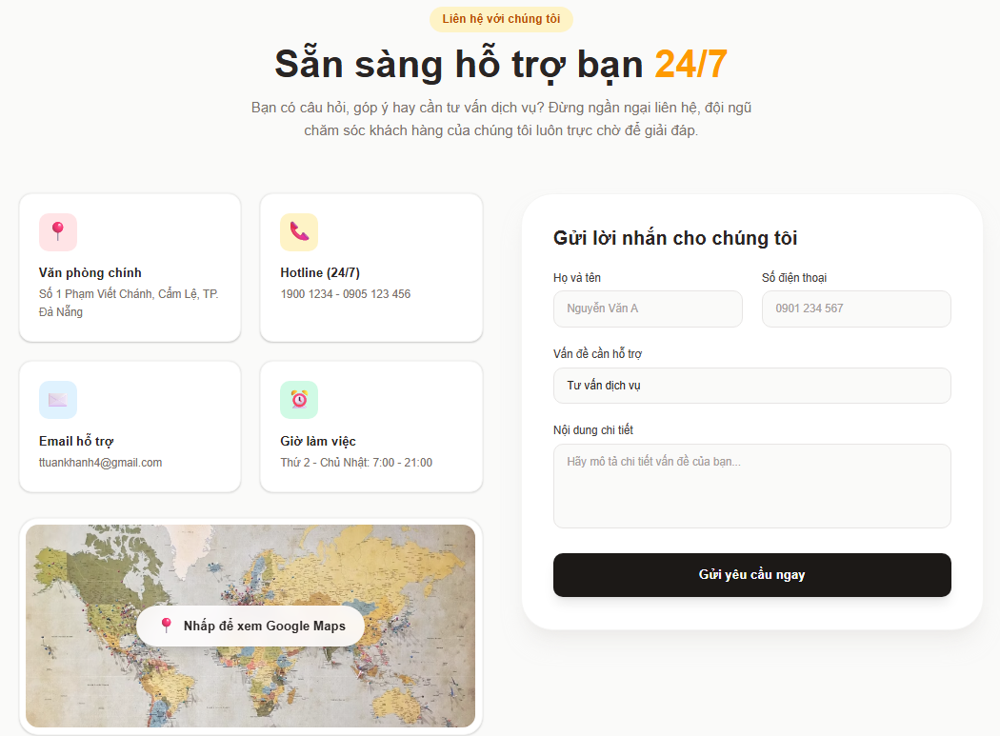 Liên hệ với chúng tôi
Sẵn sàng hỗ trợ bạn 24/7
Bạn có câu hỏi, góp ý hay cần tư vấn dịch vụ? Đừng ngần ngại liên hệ, đội ngũ
chăm sóc khách hàng của chúng tôi luôn trực chờ để giải đáp.
Văn phòng chính
Số 1 Phạm Viết Chánh, Cẩm Lệ, TP.
Đà Nẵng
Hotline (24/7)
1900 1234 - 0905 123 456
Email hỗ trợ
ttuankhanh4@gmail.com
Giờ làm việc
Thứ 2 - Chủ Nhật: 7:00 - 21:00
Nhấp để xem Google Maps
Gửi lời nhắn cho chúng tôi
Họ và tên
Nguyễn Văn A
Số điện thoại
0901 234 567
Vấn đề cần hỗ trợ
Tư vấn dịch vụ
Nội dung chi tiết
Hãy mô tả chi tiết vấn đề của bạn...
Gửi yêu cầu ngay